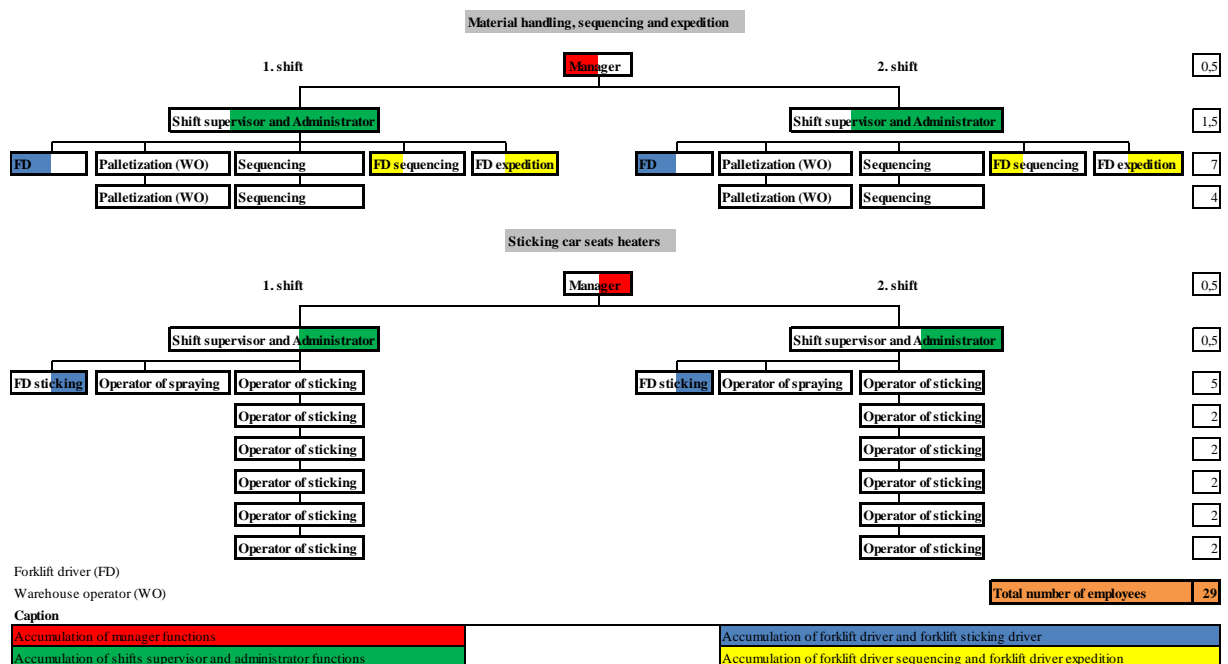 Material handling, sequencing and expedition
1. shift Manager 2. shift 0,5
Shift supervisor and Administrator Shift supervisor and Administrator 1,5
FD Palletization (WO) Sequencing FD sequencing FD expedition FD Palletization (WO) Sequencing FD sequencing FD expedition 7
Palletization (WO) Sequencing Palletization (WO) Sequencing 4
Sticking car seats heaters
1. shift Manager 2. shift 0,5
Shift supervisor and Administrator Shift supervisor and Administrator 0,5
FD sticking Operator of spraying Operator of sticking FD sticking Operator of spraying Operator of sticking 5
Operator of sticking Operator of sticking 2
Operator of sticking Operator of sticking 2
Operator of sticking Operator of sticking 2
Operator of sticking Operator of sticking 2
Operator of sticking Operator of sticking 2
Forklift driver (FD)
Warehouse operator (WO) Total number of employees 29
Caption
Accumulation of manager functions Accumulation of forklift driver and forklift sticking driver
Accumulation of shifts supervisor and administrator functions Accumulation of forklift driver sequencing and forklift driver expedition